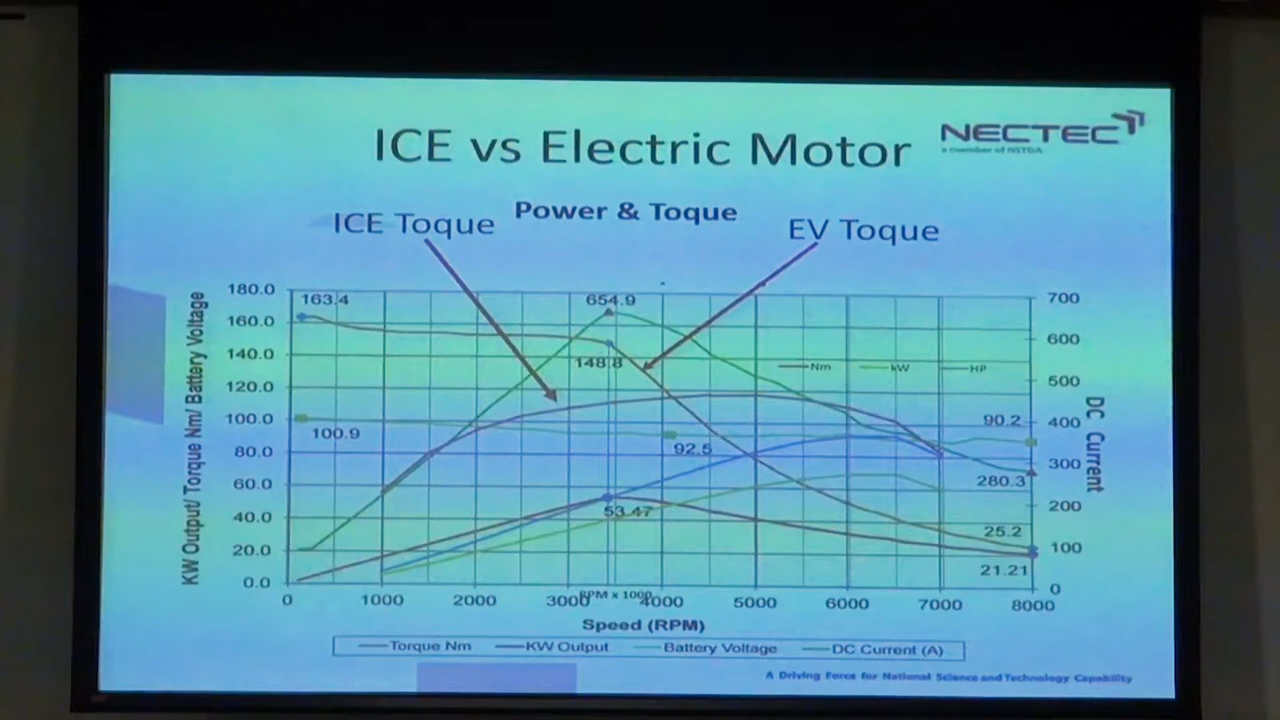 ICE vs Electric Motor
NECTEC
a member of NSTDA
Power & Toque
ICE Toque
EV Toque
KW Output/ Torque Nm/ Battery Voltage
180.0
160.0
140.0
120.0
100.0
80.0
60.0
40.0
20.0
0.0
163.4
654.9
148.8
100.9
92.5
53.47
90.2
280.3
25.2
21.21
Nm
kW
HP
700
600
500
400
300
200
100
0
DC Current
0 1000 2000 3000 4000 5000 6000 7000 8000
RPM x 1000
Speed (RPM)
Torque Nm KW Output Battery Voltage DC Current (A)
A Driving Force for National Science and Technology Capability